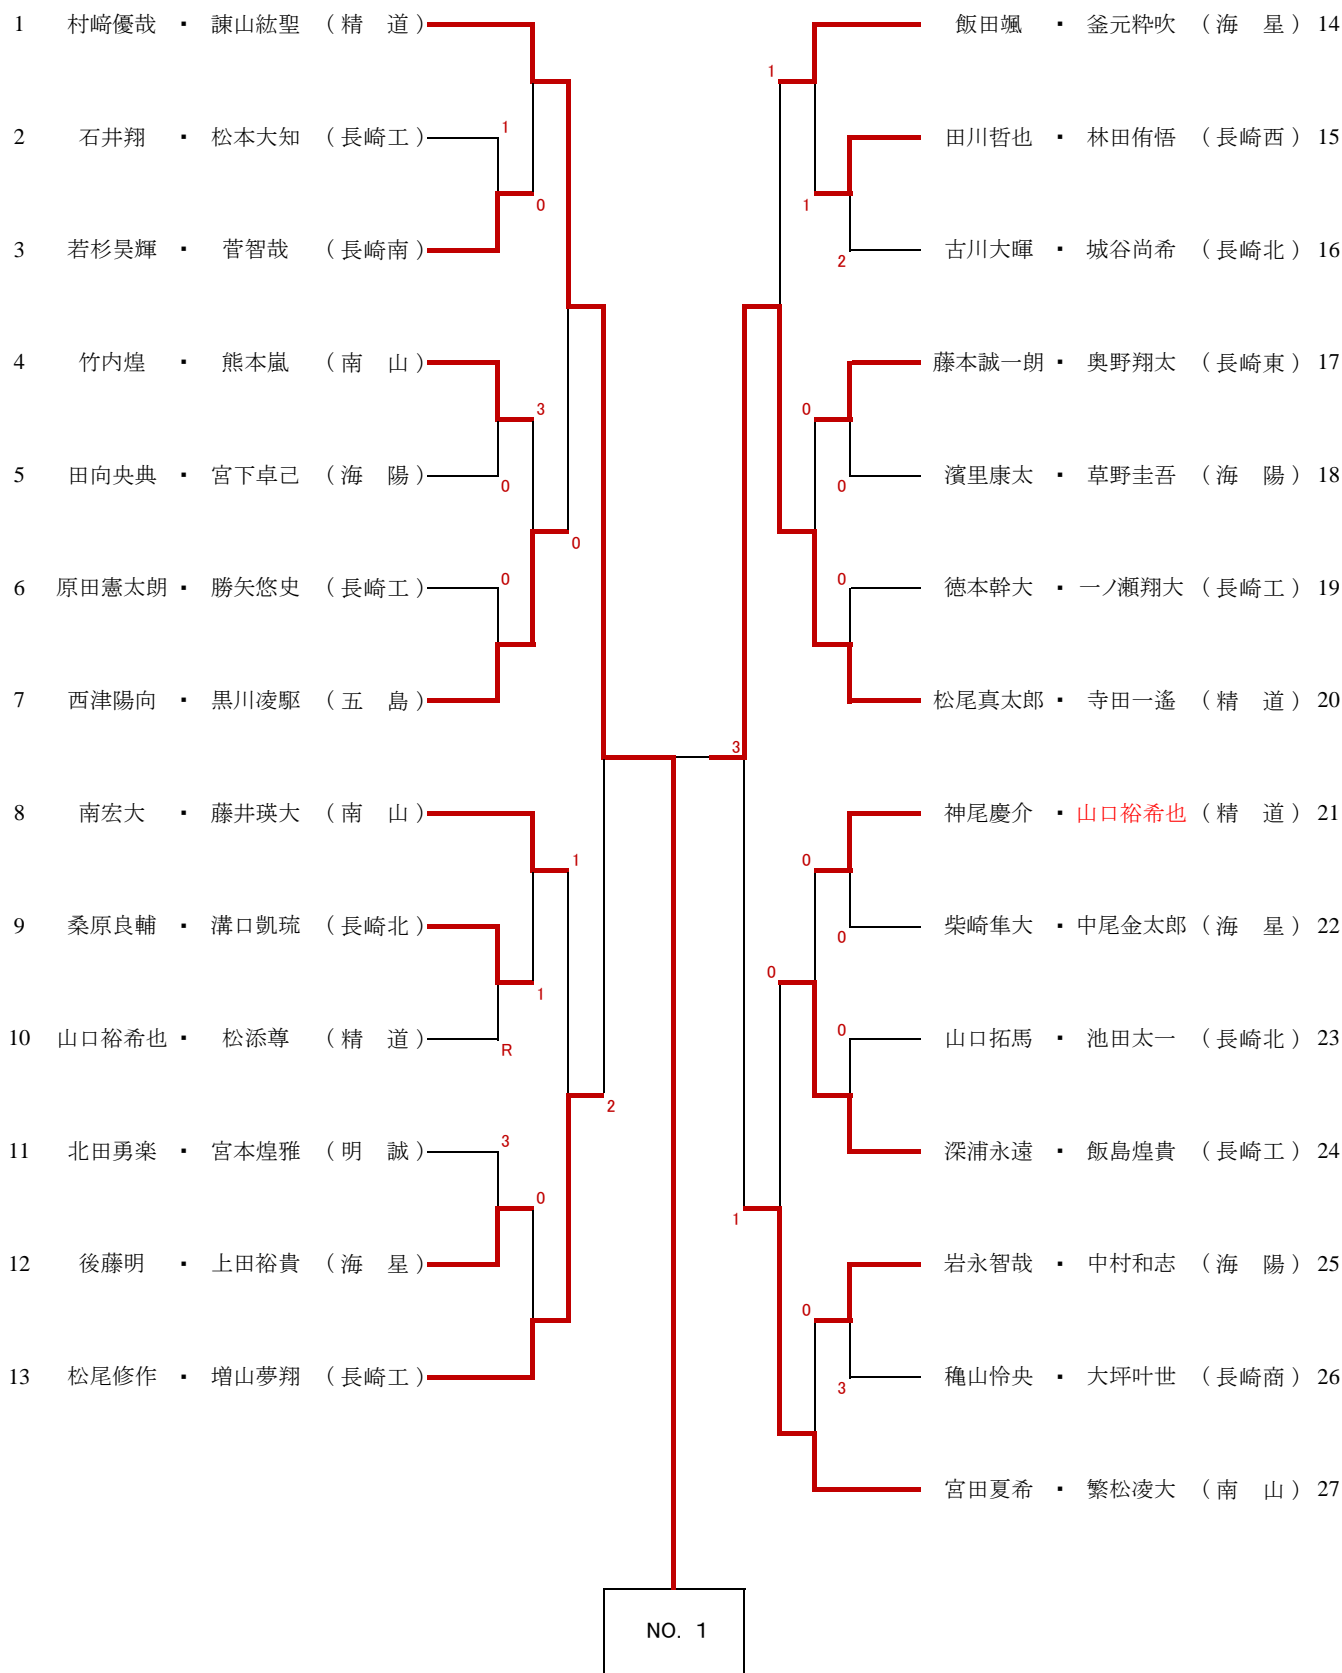 1 村﨑優哉 ・ 諫山紘聖 （ 精 道 ）
2 石井翔 ・ 松本大知 （ 長崎工 ） 1
0
3 若杉昊輝 ・ 菅智哉 （ 長崎南 ）
4 竹内煌 ・ 熊本嵐 （ 南 山 ）
3
5 田向央典 ・ 宮下卓己 （ 海 陽 ） 0
0
6 原田憲太朗 ・ 勝矢悠史 （ 長崎工 ） 0
7 西津陽向 ・ 黒川凌駆 （ 五 島 ）
8 南宏大 ・ 藤井瑛大 （ 南 山 ）
1
9 桑原良輔 ・ 溝口凱琉 （ 長崎北 ）
1
10 山口裕希也 ・ 松添尊 （ 精 道 ） R
2
11 北田勇楽 ・ 宮本煌雅 （ 明 誠 ） 3
0
12 後藤明 ・ 上田裕貴 （ 海 星 ）
13 松尾修作 ・ 増山夢翔 （ 長崎工 ）
飯田颯 ・ 釜元粋吹 （ 海 星 ） 14
1
田川哲也 ・ 林田侑悟 （ 長崎西 ） 15
1
2 古川大暉 ・ 城谷尚希 （ 長崎北 ） 16
藤本誠一朗 ・ 奥野翔太 （ 長崎東 ） 17
0
0 濱里康太 ・ 草野圭吾 （ 海 陽 ） 18
0 徳本幹大 ・ 一ノ瀬翔大 （ 長崎工 ） 19
松尾真太郎 ・ 寺田一遙 （ 精 道 ） 20
3
神尾慶介 ・ 山口裕希也 （ 精 道 ） 21
0
0 柴崎隼大 ・ 中尾金太郎 （ 海 星 ） 22
0
0 山口拓馬 ・ 池田太一 （ 長崎北 ） 23
深浦永遠 ・ 飯島煌貴 （ 長崎工 ） 24
1
岩永智哉 ・ 中村和志 （ 海 陽 ） 25
0
3 穐山怜央 ・ 大坪叶世 （ 長崎商 ） 26
宮田夏希 ・ 繁松凌大 （ 南 山 ） 27
NO. 1